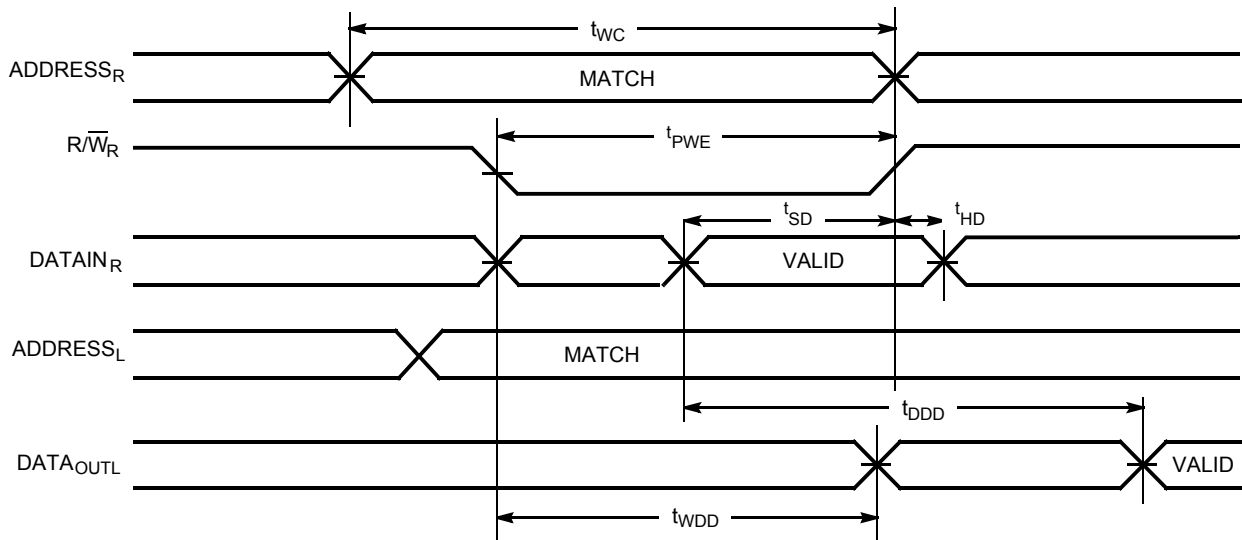 tWC
ADDRESSR
MATCH
R/W̅R
tPWE
tSD
tHD
DATAINR
VALID
ADDRESSL
MATCH
tDDD
DATAOUTL
VALID
tWDD